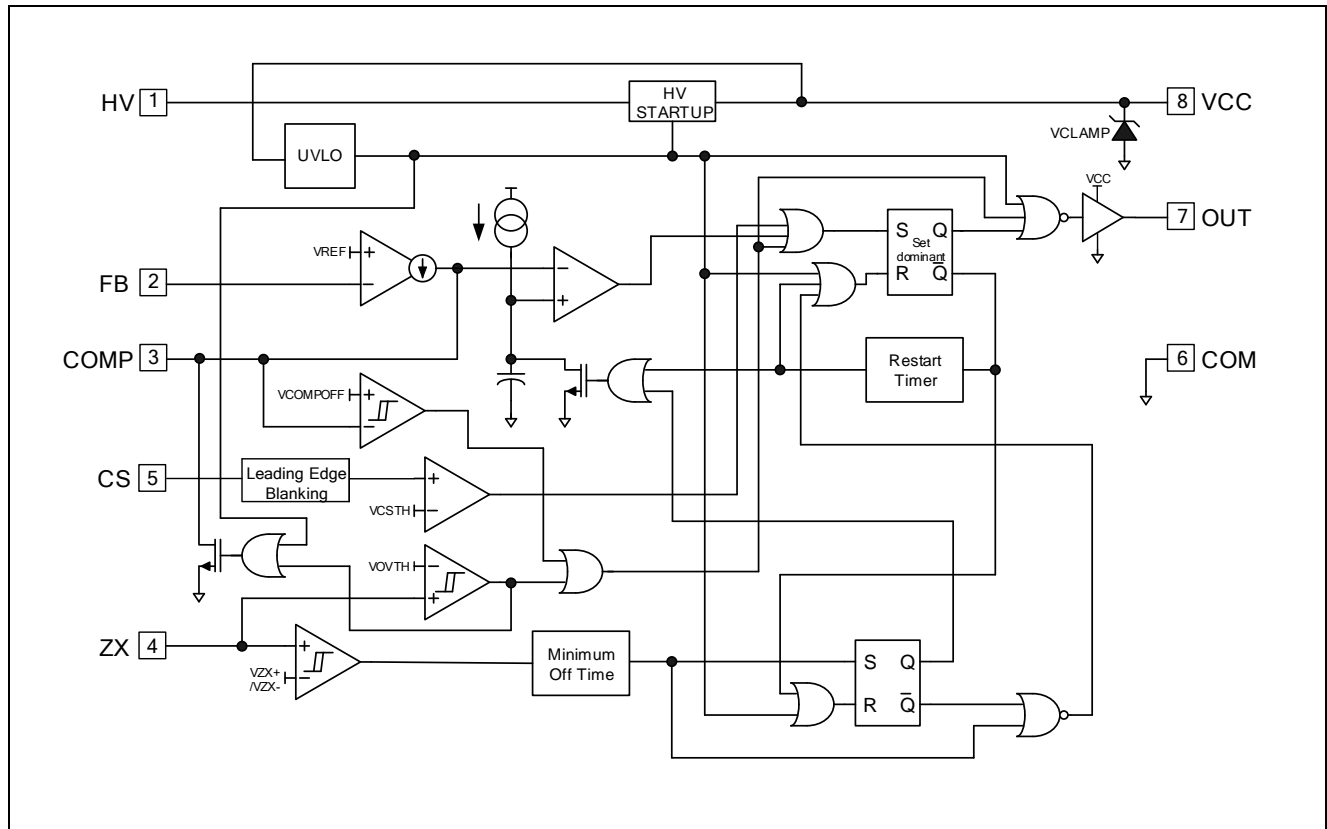 HV
1
HV
STARTUP
8
VCC
VCLAMP
UVLO
VCC
7
OUT
S
Q
Set
dominant
R
Q
VREF
+
-
FB
2
-
+
COMP
3
Restart
Timer
6
COM
VCOMPOFF
+
-
CS
5
Leading Edge
Blanking
+
VCSTH
-
VOVTH
-
+
ZX
4
+
VZX+
/VZX-
-
Minimum
Off Time
S
Q
R
Q